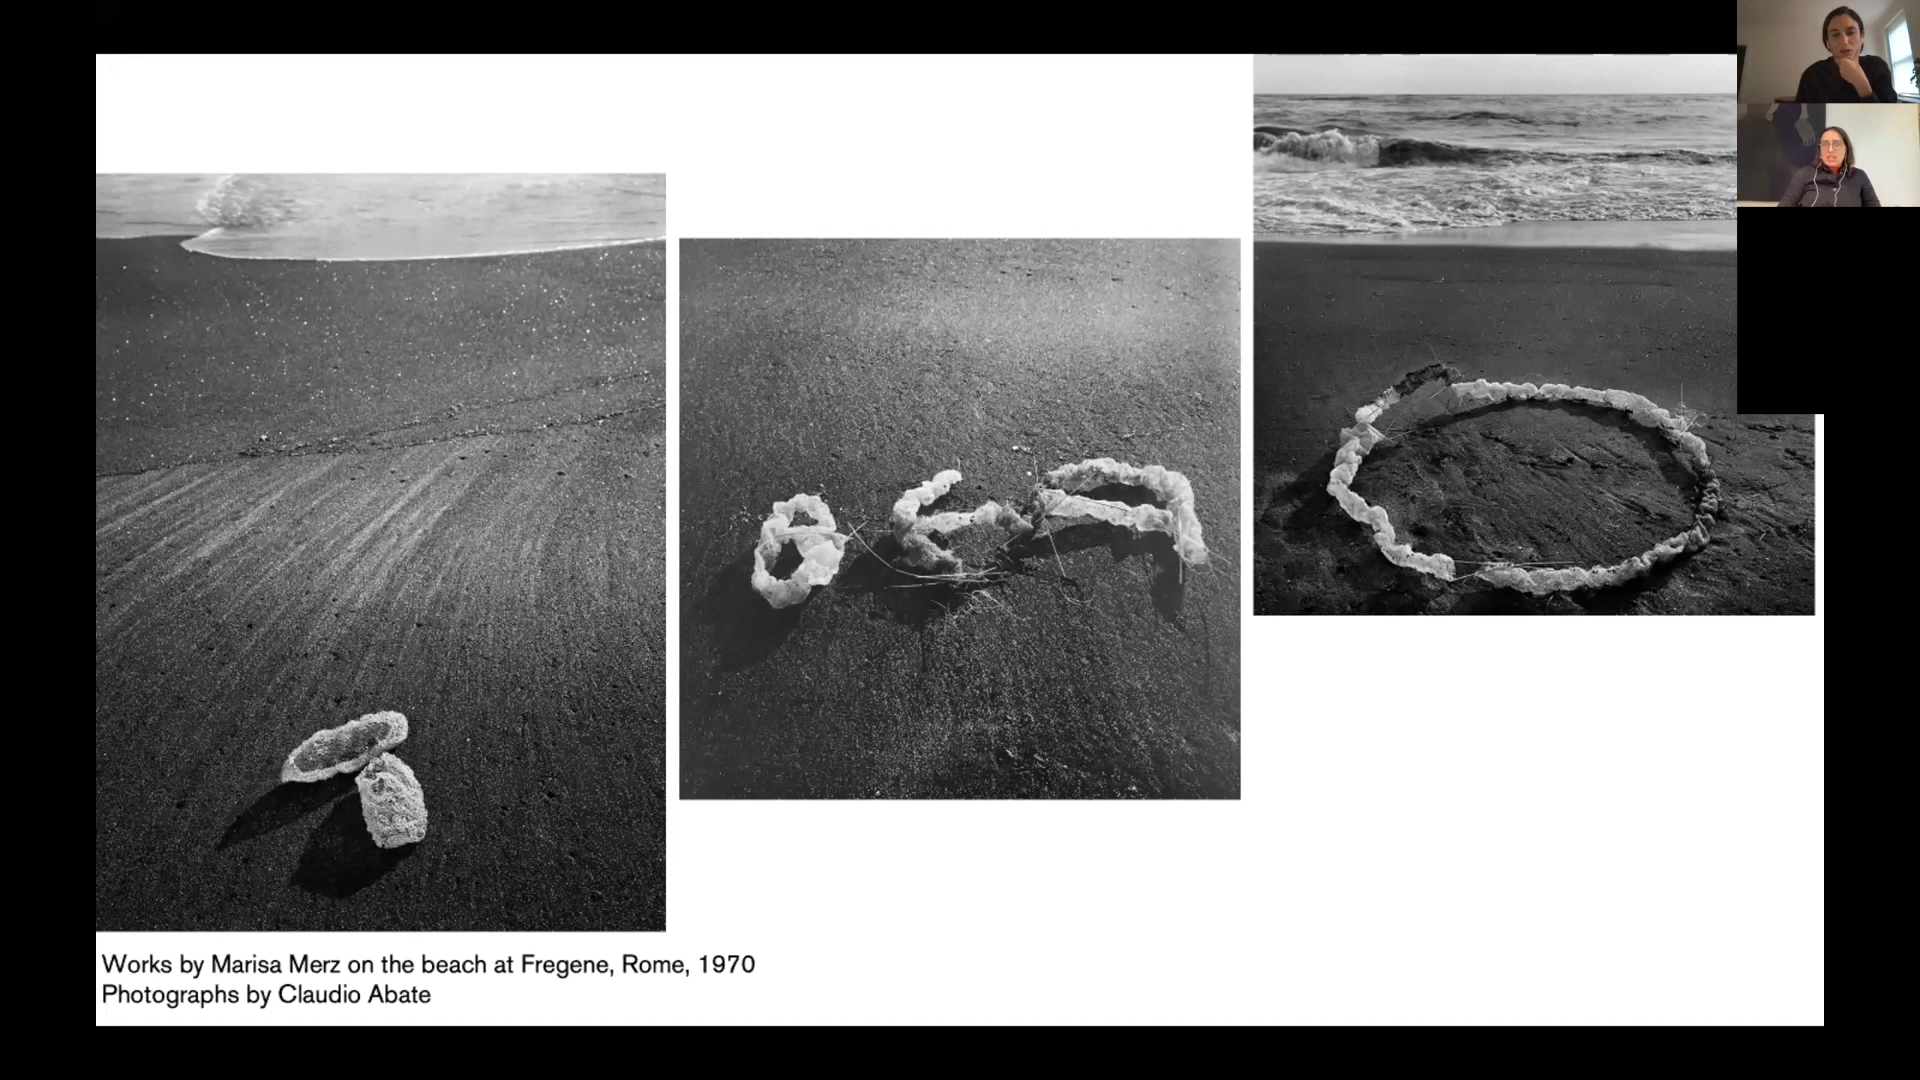 Works by Marisa Merz on the beach at Fregene, Rome, 1970
Photographs by Claudio Abate